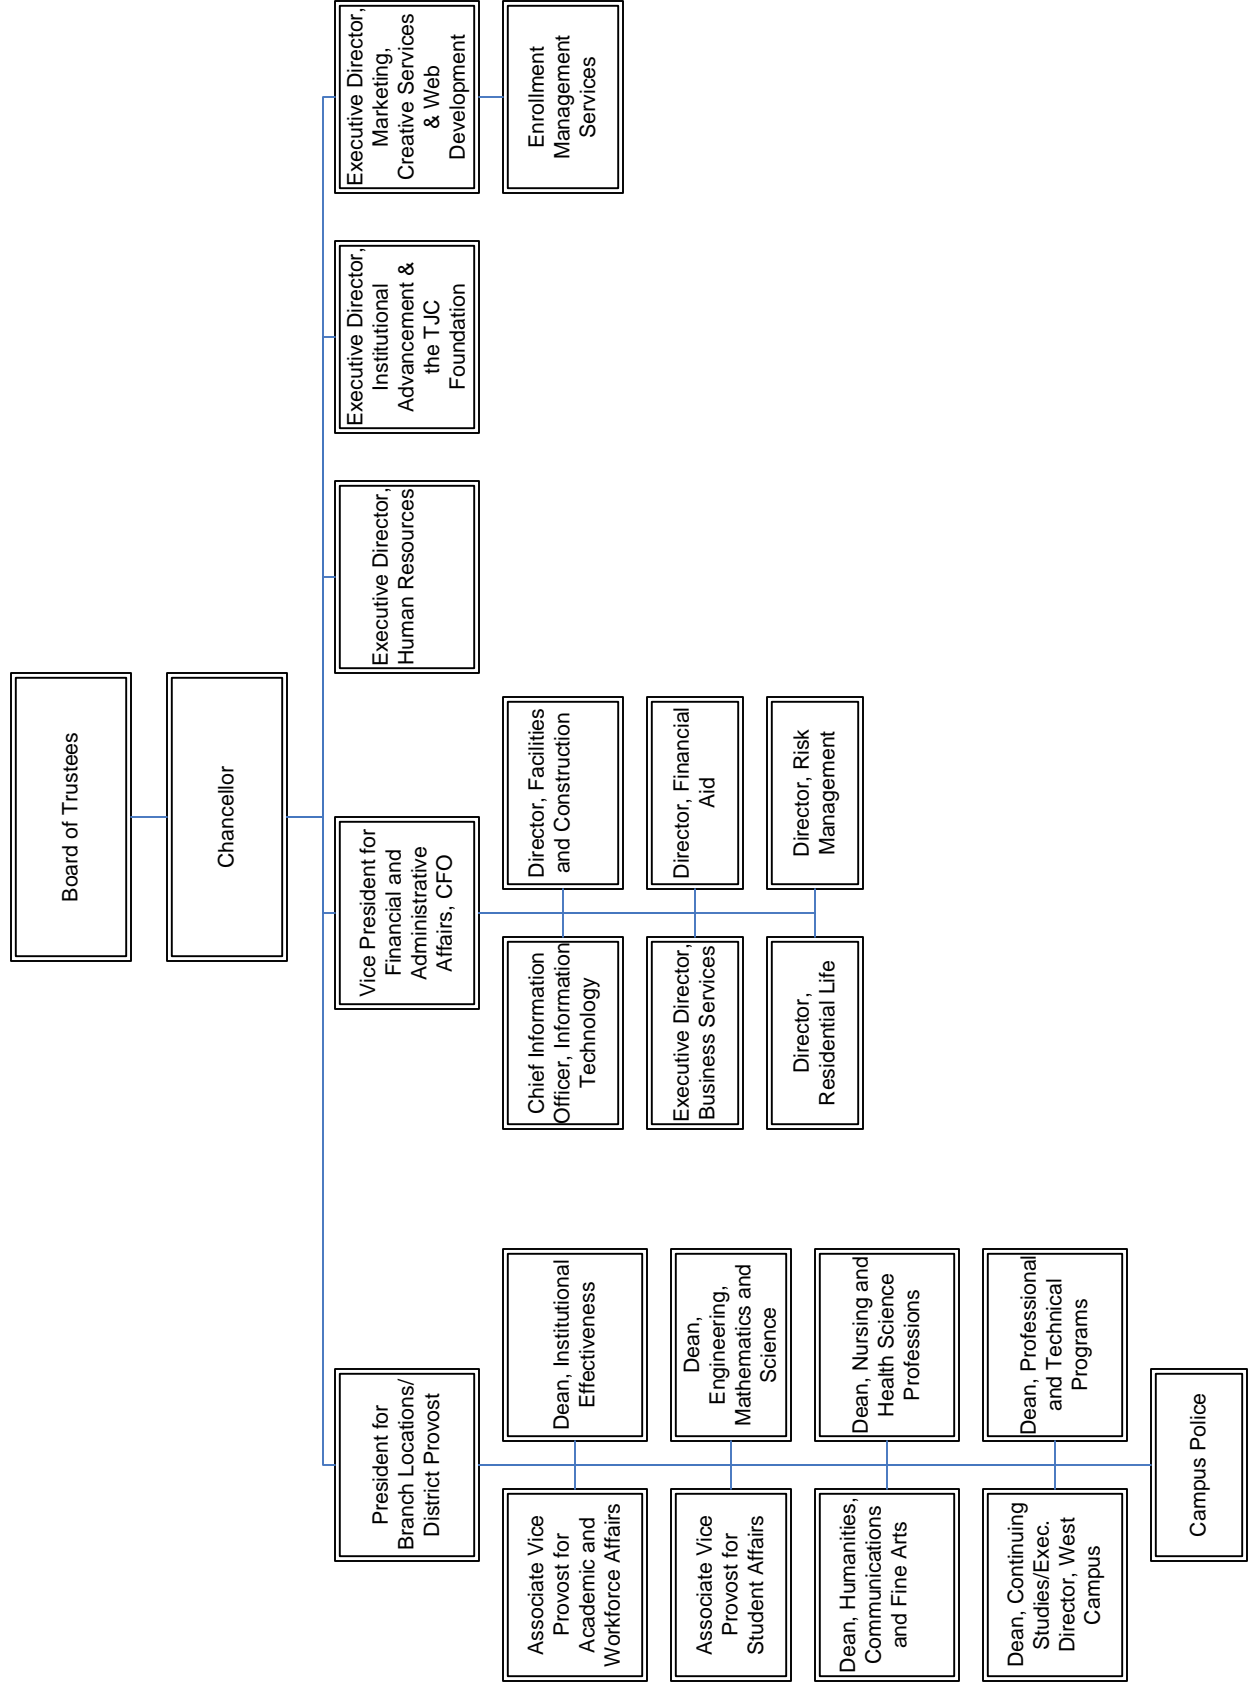 Board of Trustees
Chancellor
President for
Branch Locations/
District Provost
Vice President for
Financial and
Administrative
Affairs, CFO
Executive Director,
Human Resources
Executive Director,
Institutional
Advancement &
the TJC
Foundation
Executive Director,
Marketing,
Creative Services
& Web
Development
Associate Vice
Provost for
Academic and
Workforce Affairs
Dean, Institutional
Effectiveness
Associate Vice
Provost for
Student Affairs
Dean,
Engineering,
Mathematics and
Science
Dean, Humanities,
Communications
and Fine Arts
Dean, Nursing and
Health Science
Professions
Dean, Continuing
Studies/Exec.
Director, West
Campus
Dean, Professional
and Technical
Programs
Campus Police
Chief Information
Officer, Information
Technology
Director, Facilities
and Construction
Executive Director,
Business Services
Director, Financial
Aid
Director,
Residential Life
Director, Risk
Management
Enrollment
Management
Services